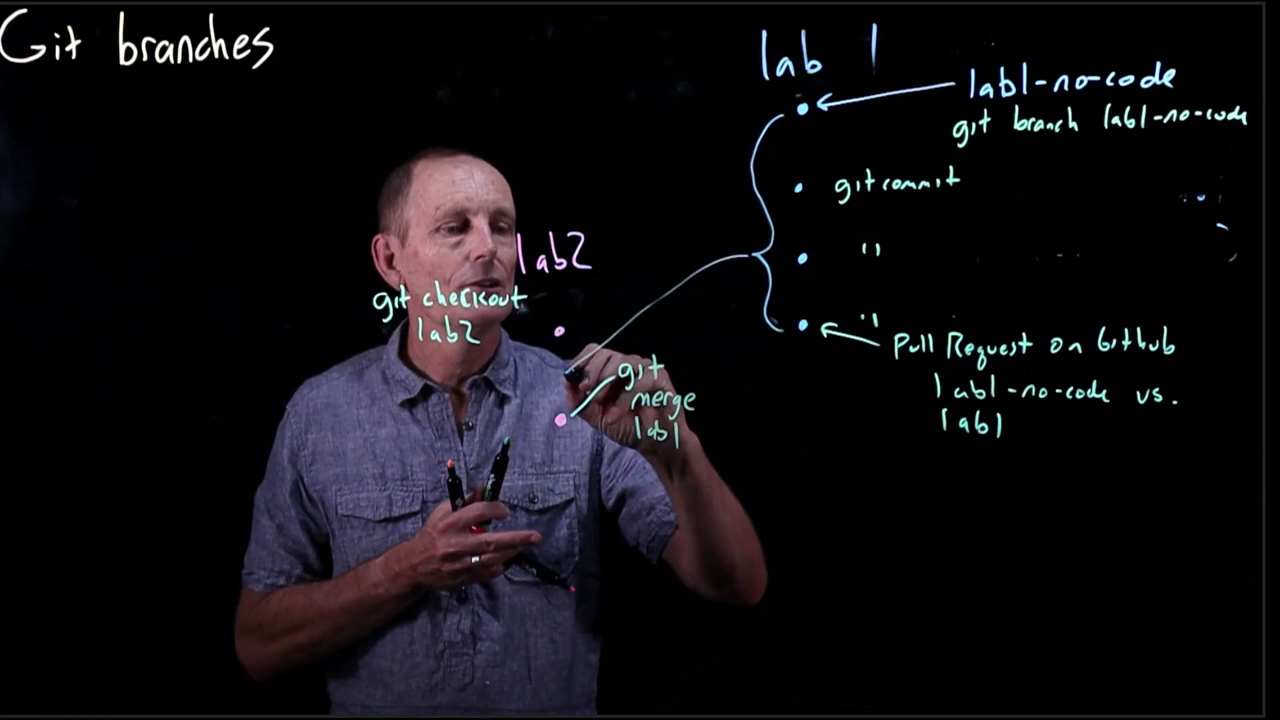 Git branches
lab 1
lab1-no-code
git branch lab1-no-code
git commit
"
"
Pull Request on Github
lab1-no-code vs.
lab1
lab2
git checkout
lab2
git
merge
lab1